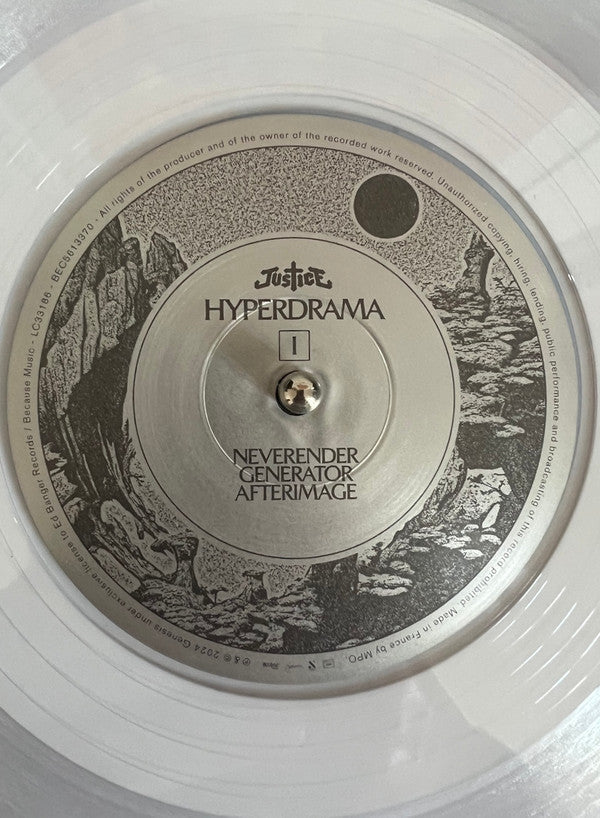 JUSTICE
HYPERDRAMA
I
NEVERENDER
GENERATOR
AFTERIMAGE
℗ & © 2024 Genesis under exclusive license to Ed Banger Records / Because Music - LC33186 - BEC5013370 - All rights of the producer and of the owner of the recorded work reserved. Unauthorized copying, hiring, lending, public performance and broadcasting of this record prohibited. Made in France by MPO.